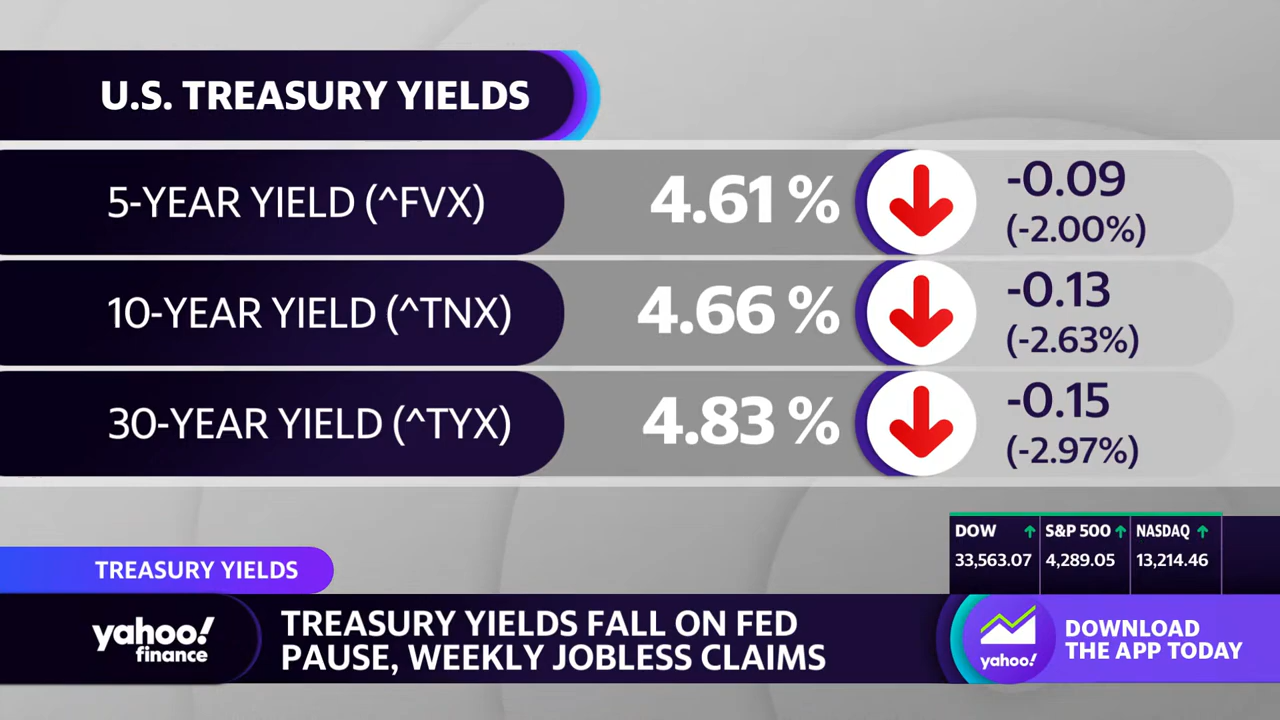 U.S. TREASURY YIELDS
5-YEAR YIELD (^FVX) 4.61 % -0.09
(-2.00%)
10-YEAR YIELD (^TNX) 4.66 % -0.13
(-2.63%)
30-YEAR YIELD (^TYX) 4.83 % -0.15
(-2.97%)
DOW S&P 500 NASDAQ
33,563.07 4,289.05 13,214.46
TREASURY YIELDS
yahoo!
finance
TREASURY YIELDS FALL ON FED
PAUSE, WEEKLY JOBLESS CLAIMS
yahoo!
DOWNLOAD
THE APP TODAY